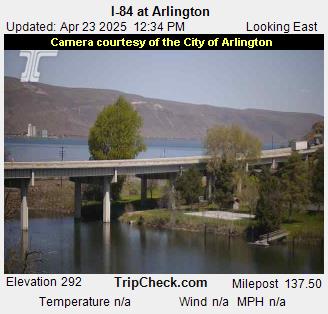 I-84 at Arlington
Updated: Apr 23 2025 12:34 PM Looking East
Camera courtesy of the City of Arlington
Elevation 292 TripCheck.com Milepost 137.50
Temperature n/a Wind n/a MPH n/a